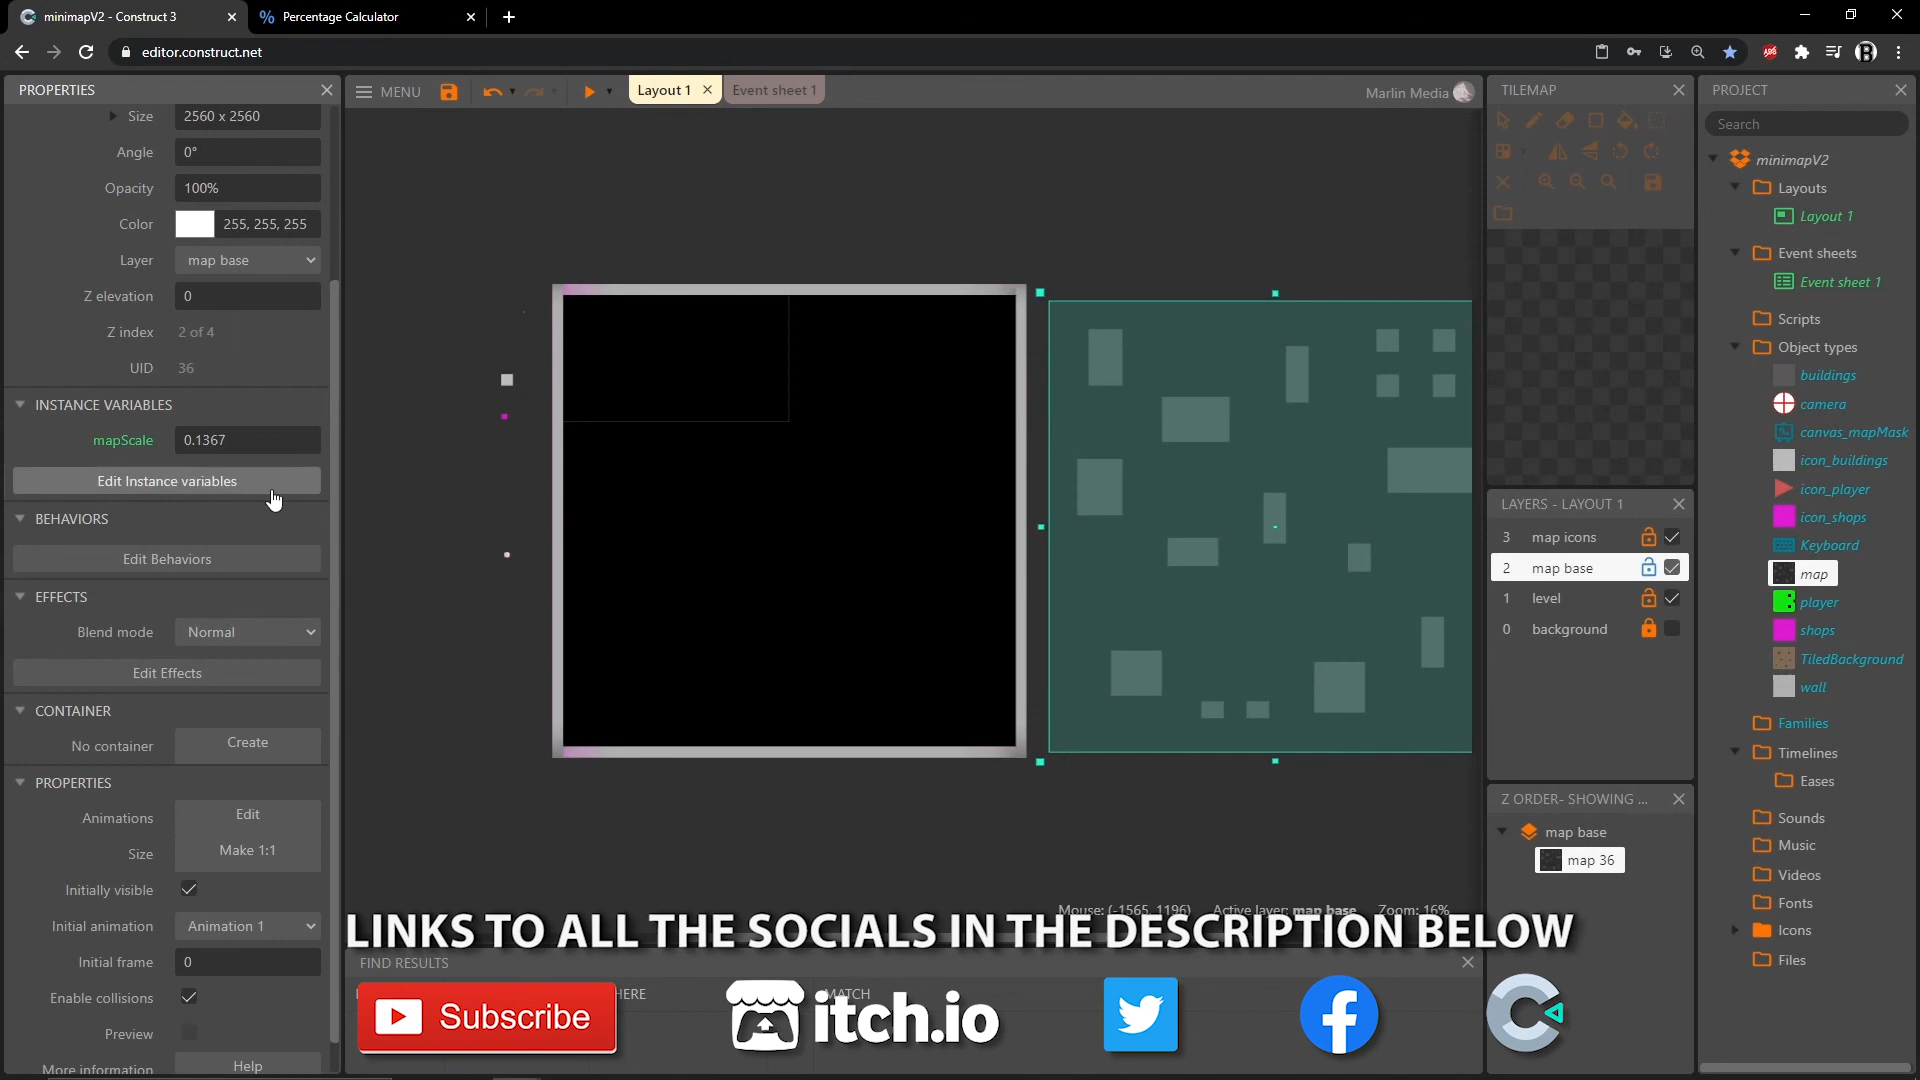 minimapV2 - Construct 3
Percentage Calculator
editor.construct.net
PROPERTIES
Size 2560 x 2560
Angle 0°
Opacity 100%
Color 255, 255, 255
Layer map base
Z elevation 0
Z index 2 of 4
UID 36
INSTANCE VARIABLES
mapScale 0.1367
Edit Instance variables
BEHAVIORS
Edit Behaviors
EFFECTS
Blend mode Normal
Edit Effects
CONTAINER
No container Create
PROPERTIES
Animations Edit
Size Make 1:1
Initially visible
Initial animation Animation 1
Initial frame 0
Enable collisions
Preview
More information Help
MENU
Layout 1
Event sheet 1
Marlin Media
Mouse: (-1565, 1196) Active layer: map base Zoom: 16%
LINKS TO ALL THE SOCIALS IN THE DESCRIPTION BELOW
FIND RESULTS
HERE
MATCH
Subscribe
itch.io
TILEMAP
LAYERS - LAYOUT 1
3 map icons
2 map base
1 level
0 background
Z ORDER- SHOWING ...
map base
map 36
PROJECT
Search
minimapV2
Layouts
Layout 1
Event sheets
Event sheet 1
Scripts
Object types
buildings
camera
canvas_mapMask
icon_buildings
icon_player
icon_shops
Keyboard
map
player
shops
TiledBackground
wall
Families
Timelines
Eases
Sounds
Music
Videos
Fonts
Icons
Files